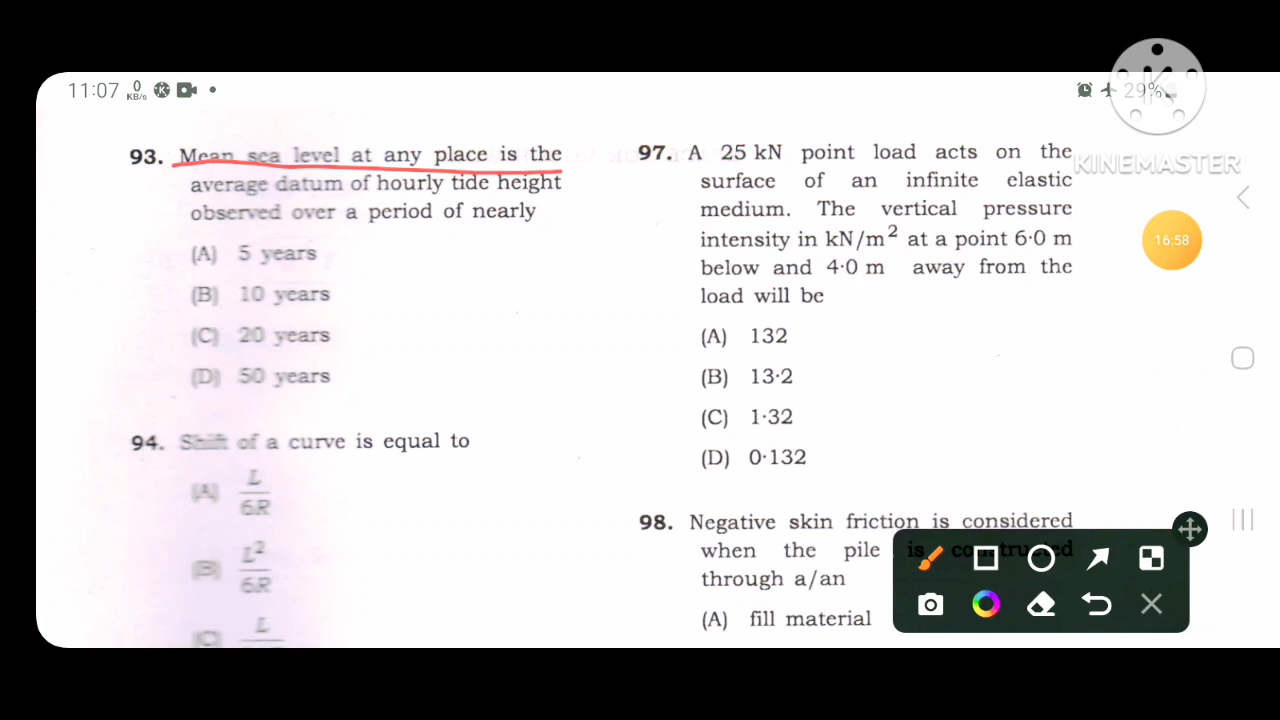 11:07 0 KB/s
29%
KINEMASTER
16:58
93. Mean sea level at any place is the
average datum of hourly tide height
observed over a period of nearly
(A) 5 years
(B) 10 years
(C) 20 years
(D) 50 years
94. Shift of a curve is equal to
(A) L/6R
(B) L²/6R
(C) L
97. A 25 kN point load acts on the
surface of an infinite elastic
medium. The vertical pressure
intensity in kN/m² at a point 6·0 m
below and 4·0 m away from the
load will be
(A) 132
(B) 13·2
(C) 1·32
(D) 0·132
98. Negative skin friction is considered
when the pile is constructed
through a/an
(A) fill material